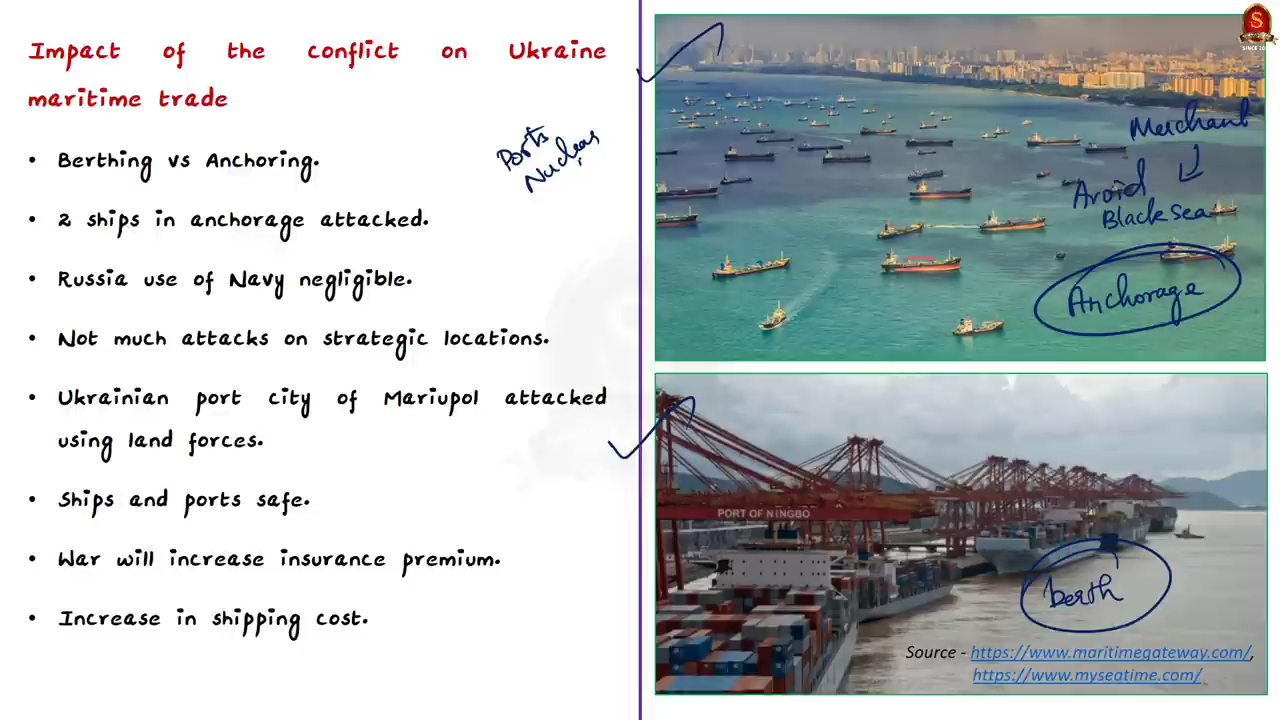 Impact of the conflict on Ukraine
maritime trade
• Berthing vs Anchoring.
• 2 ships in anchorage attacked.
• Russia use of Navy negligible.
• Not much attacks on strategic locations.
• Ukrainian port city of Mariupol attacked
using land forces.
• Ships and ports safe.
• War will increase insurance premium.
• Increase in shipping cost.
Ports
Nuclear
S
SINCE 20
Merchant
Avoid
Black sea
Anchorage
PORT OF NINGBO
berth
Source - https://www.maritimegateway.com/,
https://www.myseatime.com/